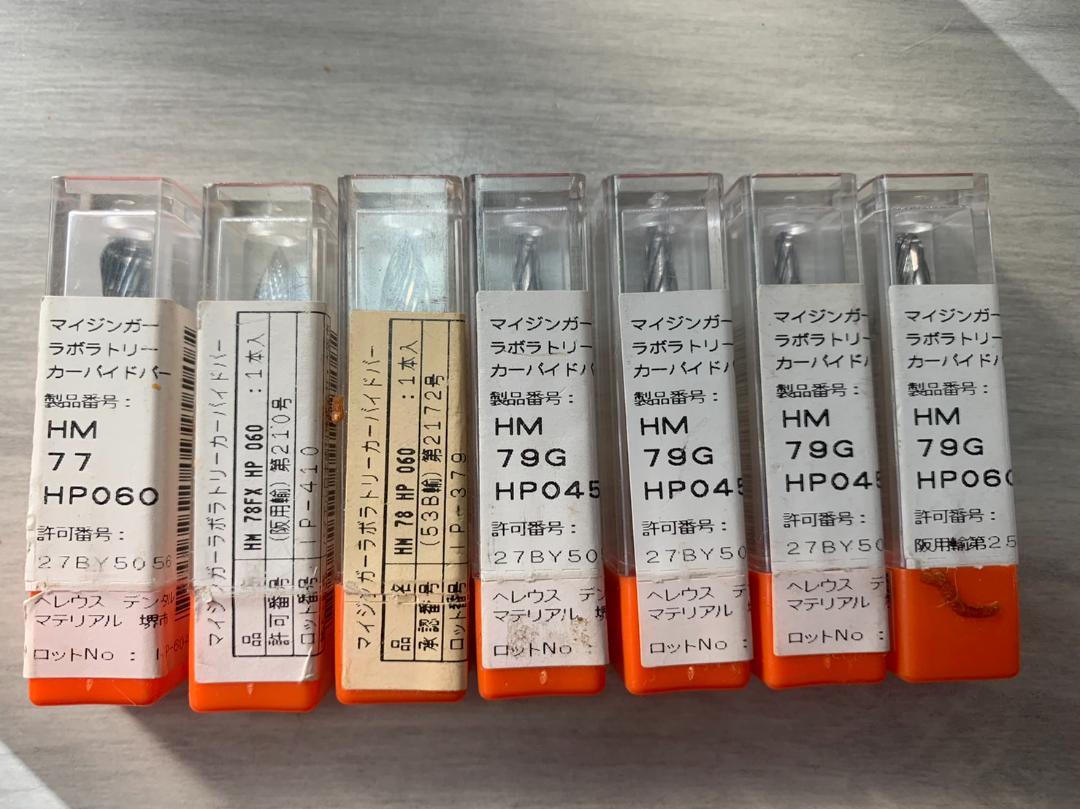 マイジンガー
ラボラトリー
カーバイドバー
製品番号：
HM
77
HP060
許可番号：
27BY5056
ヘレウス デンタル
マテリアル 堺市
ロットNo：
マイジンガーラボラトリーカーバイドバー
品名 HM 78FX HP 060 ：1本入
許可番号 (阪用輸)第210号
ロット番号 IP-410
マイジンガーラボラトリーカーバイドバー
品名 HM 78 HP 060 ：1本入
承認番号 (53B輸)第2172号
ロット番号 IP-379
マイジンガー
ラボラトリー
カーバイドバ
製品番号：
HM
79G
HP045
許可番号：
27BY50
ヘレウス デン
マテリアル
ロットNo：
マイジンガー
ラボラトリー
カーバイドバ
製品番号：
HM
79G
HP045
許可番号：
27BY50
ヘレウス デン
マテリアル
ロットNo：
マイジンガー
ラボラトリー
カーバイドバ
製品番号：
HM
79G
HP045
許可番号：
27BY50
ヘレウス デ
マテリアル
ロットNo：
マイジンガー
ラボラトリー
カーバイドバ
製品番号：
HM
79G
HP060
許可番号：
阪用輸第25